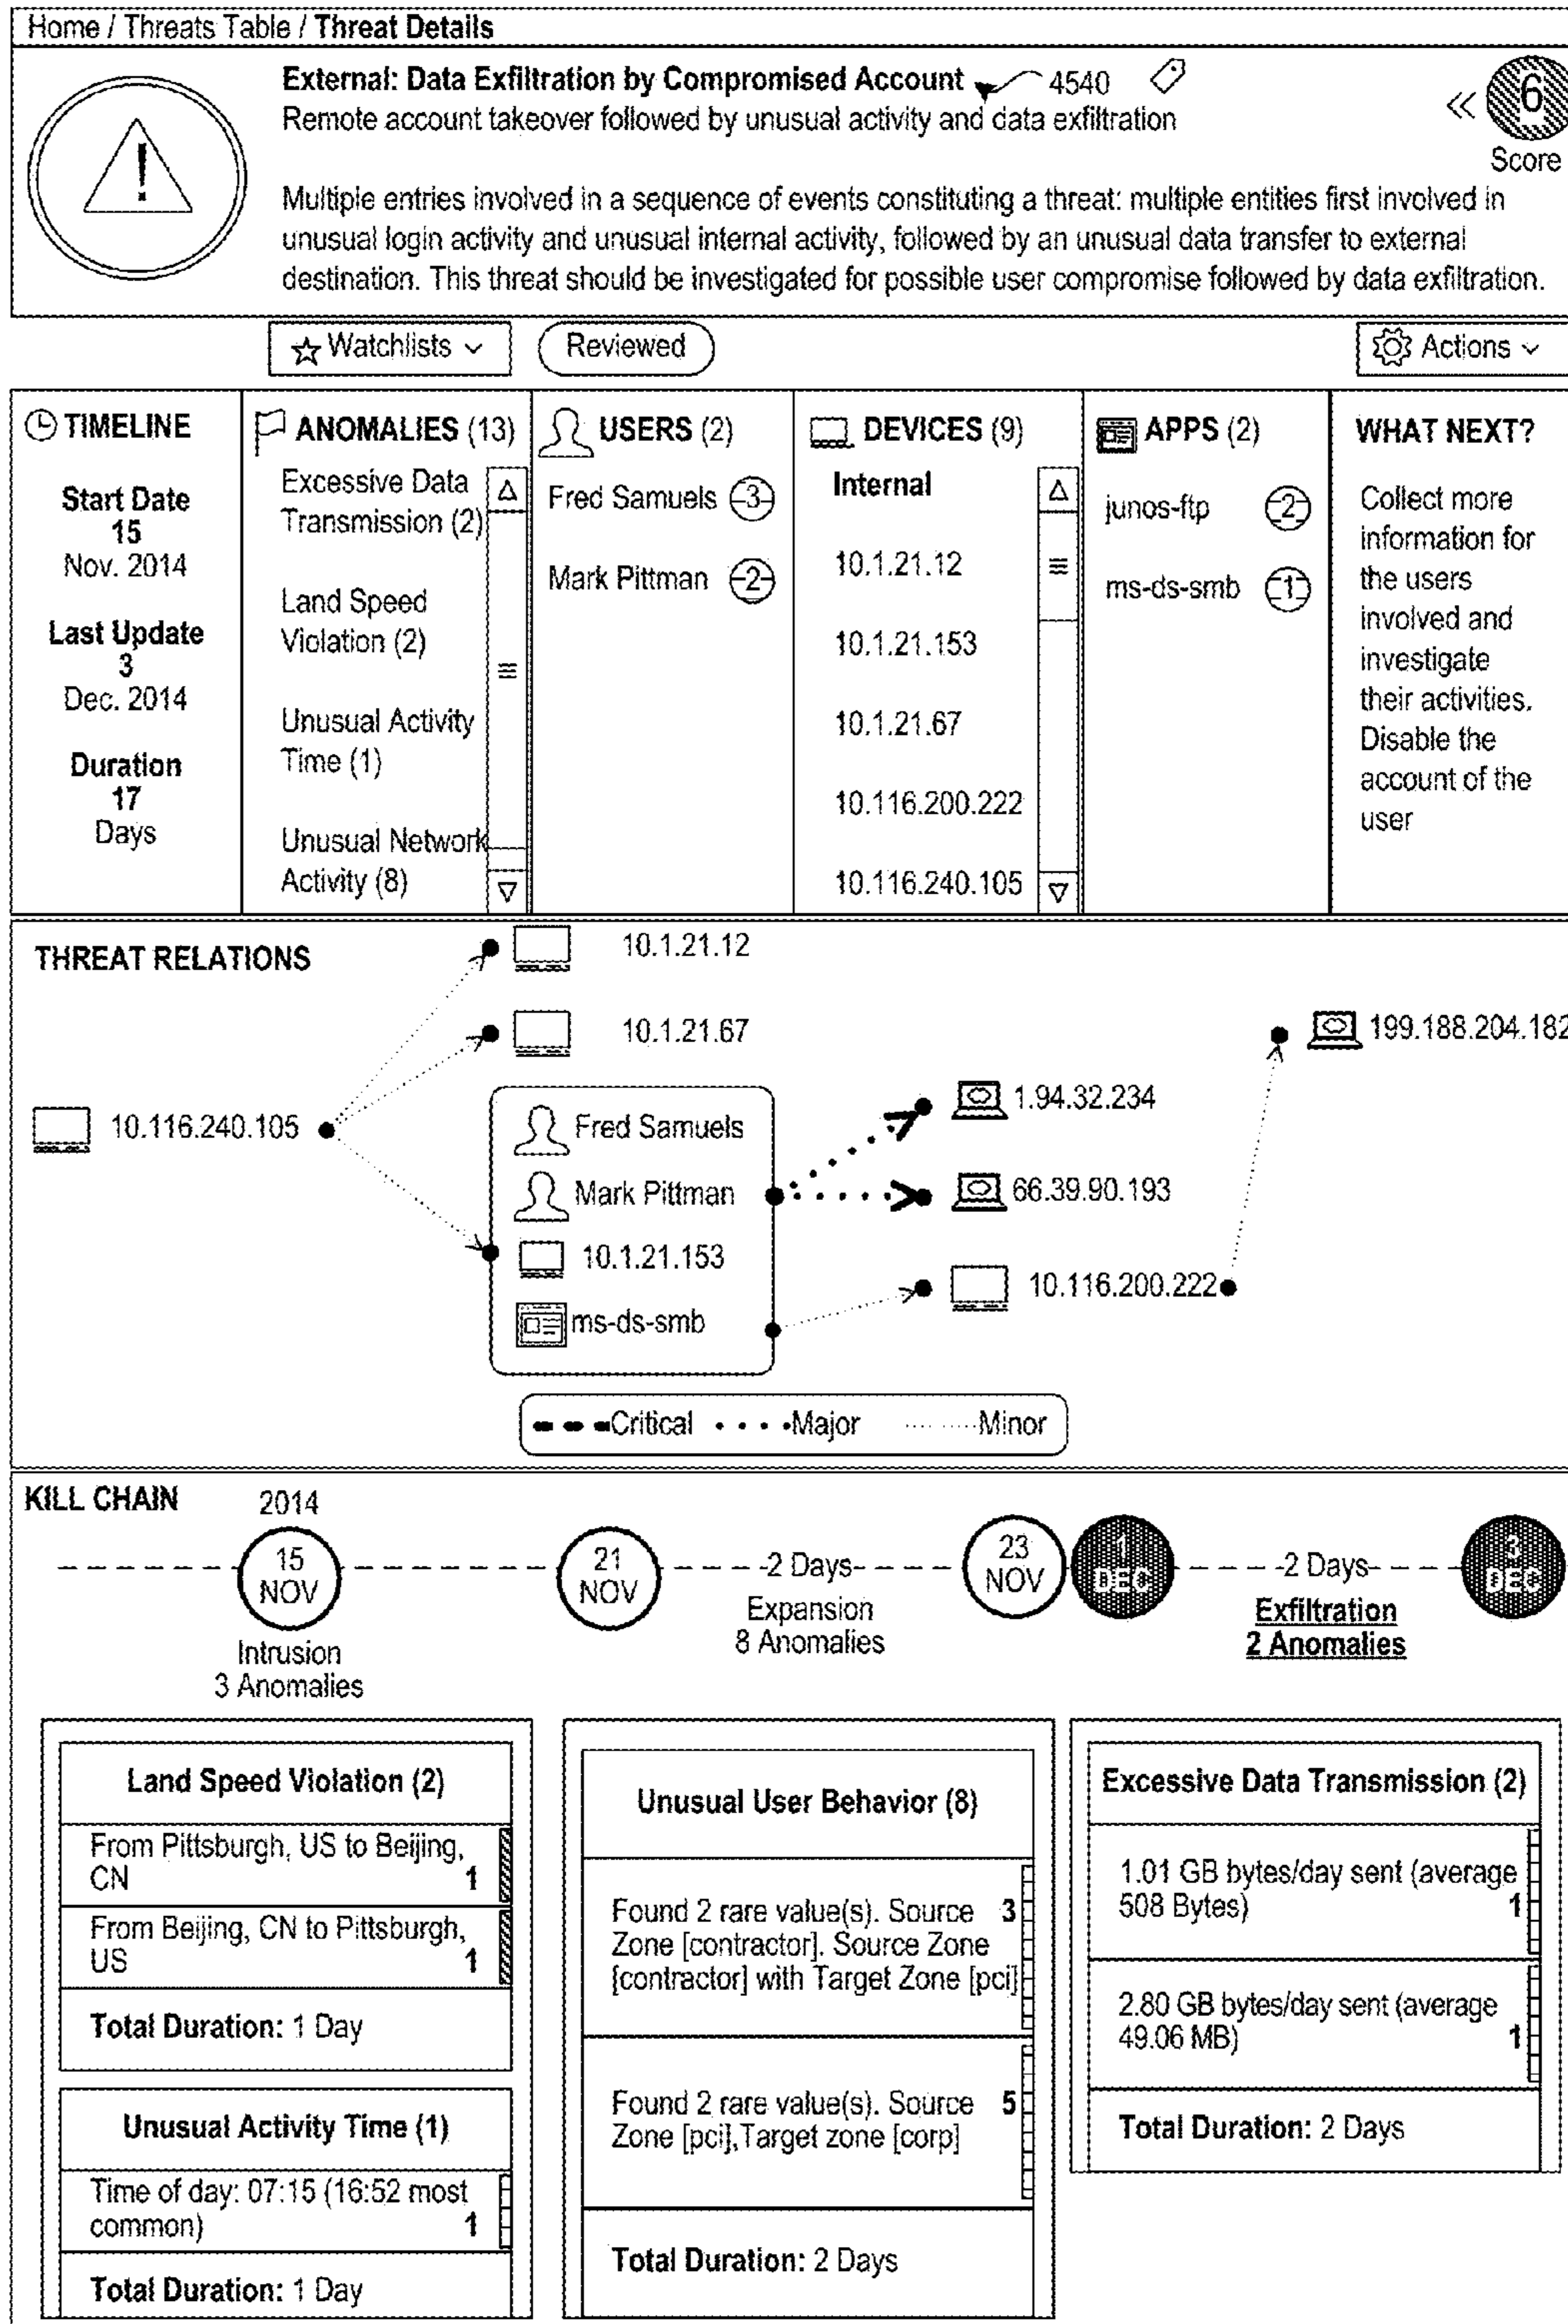 Home / Threats Table / Threat Details
External: Data Exfiltration by Compromised Account 4540
Remote account takeover followed by unusual activity and data exfiltration
« 6
Score
Multiple entries involved in a sequence of events constituting a threat: multiple entities first involved in
unusual login activity and unusual internal activity, followed by an unusual data transfer to external
destination. This threat should be investigated for possible user compromise followed by data exfiltration.
Watchlists
Reviewed
Actions
TIMELINE
Start Date
15
Nov. 2014
Last Update
3
Dec. 2014
Duration
17
Days
ANOMALIES (13)
Excessive Data
Transmission (2)
Land Speed
Violation (2)
Unusual Activity
Time (1)
Unusual Network
Activity (8)
USERS (2)
Fred Samuels 3
Mark Pittman 2
DEVICES (9)
Internal
10.1.21.12
10.1.21.153
10.1.21.67
10.116.200.222
10.116.240.105
APPS (2)
junos-ftp 2
ms-ds-smb 1
WHAT NEXT?
Collect more
information for
the users
involved and
investigate
their activities.
Disable the
account of the
user
THREAT RELATIONS
10.1.21.12
10.1.21.67
199.188.204.182
10.116.240.105
Fred Samuels
Mark Pittman
10.1.21.153
ms-ds-smb
1.94.32.234
66.39.90.193
10.116.200.222
Critical Major Minor
KILL CHAIN
2014
15
NOV
Intrusion
3 Anomalies
21
NOV
2 Days
Expansion
8 Anomalies
23
NOV
1
DEC
2 Days
Exfiltration
2 Anomalies
3
DEC
Land Speed Violation (2)
From Pittsburgh, US to Beijing,
CN 1
From Beijing, CN to Pittsburgh,
US 1
Total Duration: 1 Day
Unusual Activity Time (1)
Time of day: 07:15 (16:52 most
common) 1
Total Duration: 1 Day
Unusual User Behavior (8)
Found 2 rare value(s). Source 3
Zone [contractor]. Source Zone
[contractor] with Target Zone [pci]
Found 2 rare value(s). Source 5
Zone [pci],Target zone [corp]
Total Duration: 2 Days
Excessive Data Transmission (2)
1.01 GB bytes/day sent (average
508 Bytes) 1
2.80 GB bytes/day sent (average
49.06 MB) 1
Total Duration: 2 Days